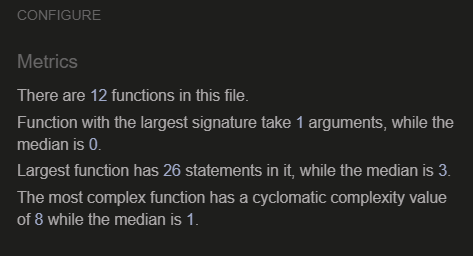 CONFIGURE
Metrics
There are 12 functions in this file.
Function with the largest signature take 1 arguments, while the
median is 0.
Largest function has 26 statements in it, while the median is 3.
The most complex function has a cyclomatic complexity value
of 8 while the median is 1.